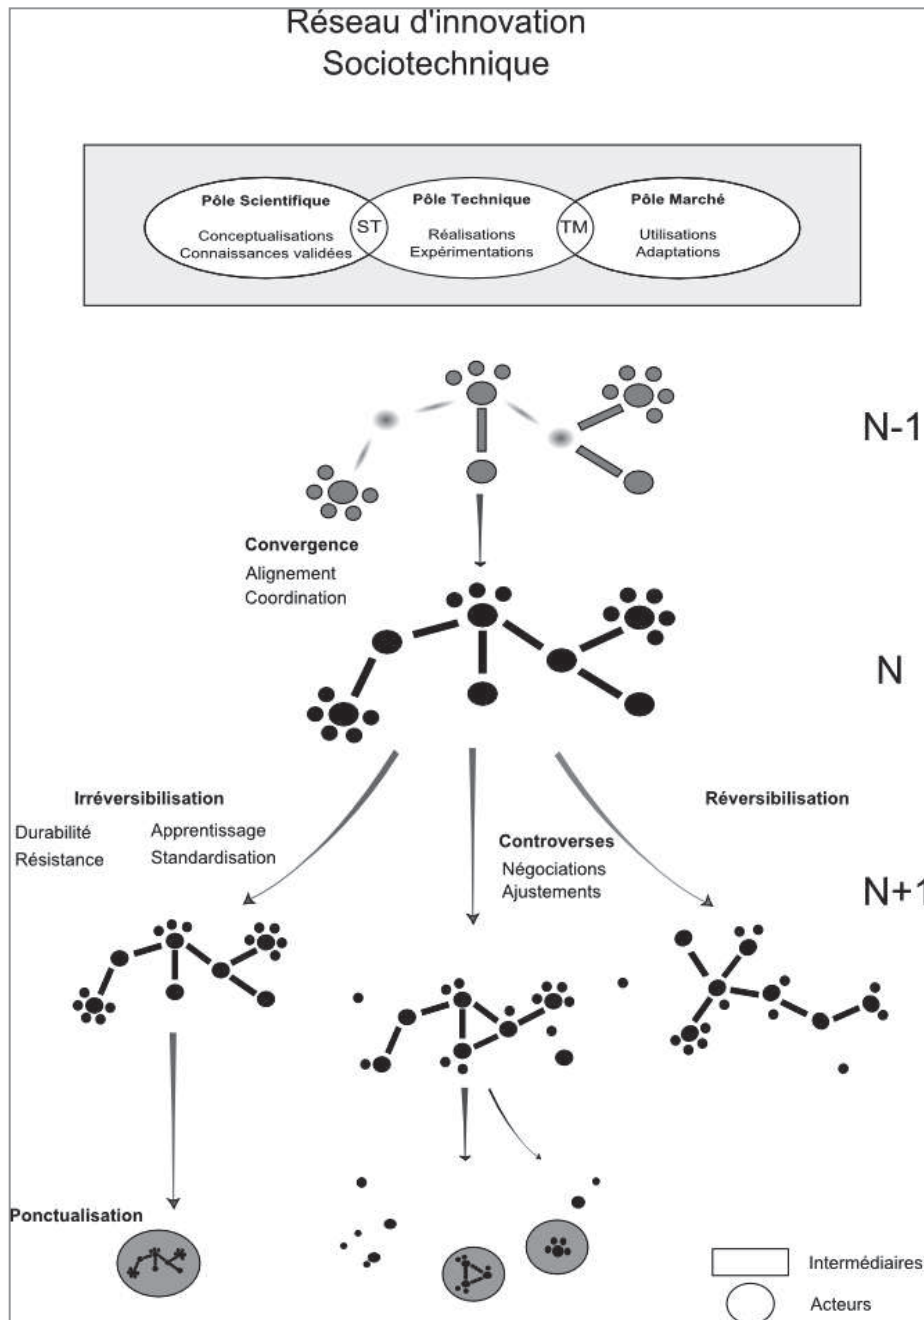 Réseau d'innovation
Sociotechnique
Pôle Scientifique
Conceptualisations
Connaissances validées
ST
Pôle Technique
Réalisations
Expérimentations
TM
Pôle Marché
Utilisations
Adaptations
N-1
Convergence
Alignement
Coordination
N
Irréversibilisation
Durabilité
Apprentissage
Résistance
Standardisation
Controverses
Négociations
Ajustements
Réversibilisation
N+1
Ponctualisation
Intermédiaires
Acteurs